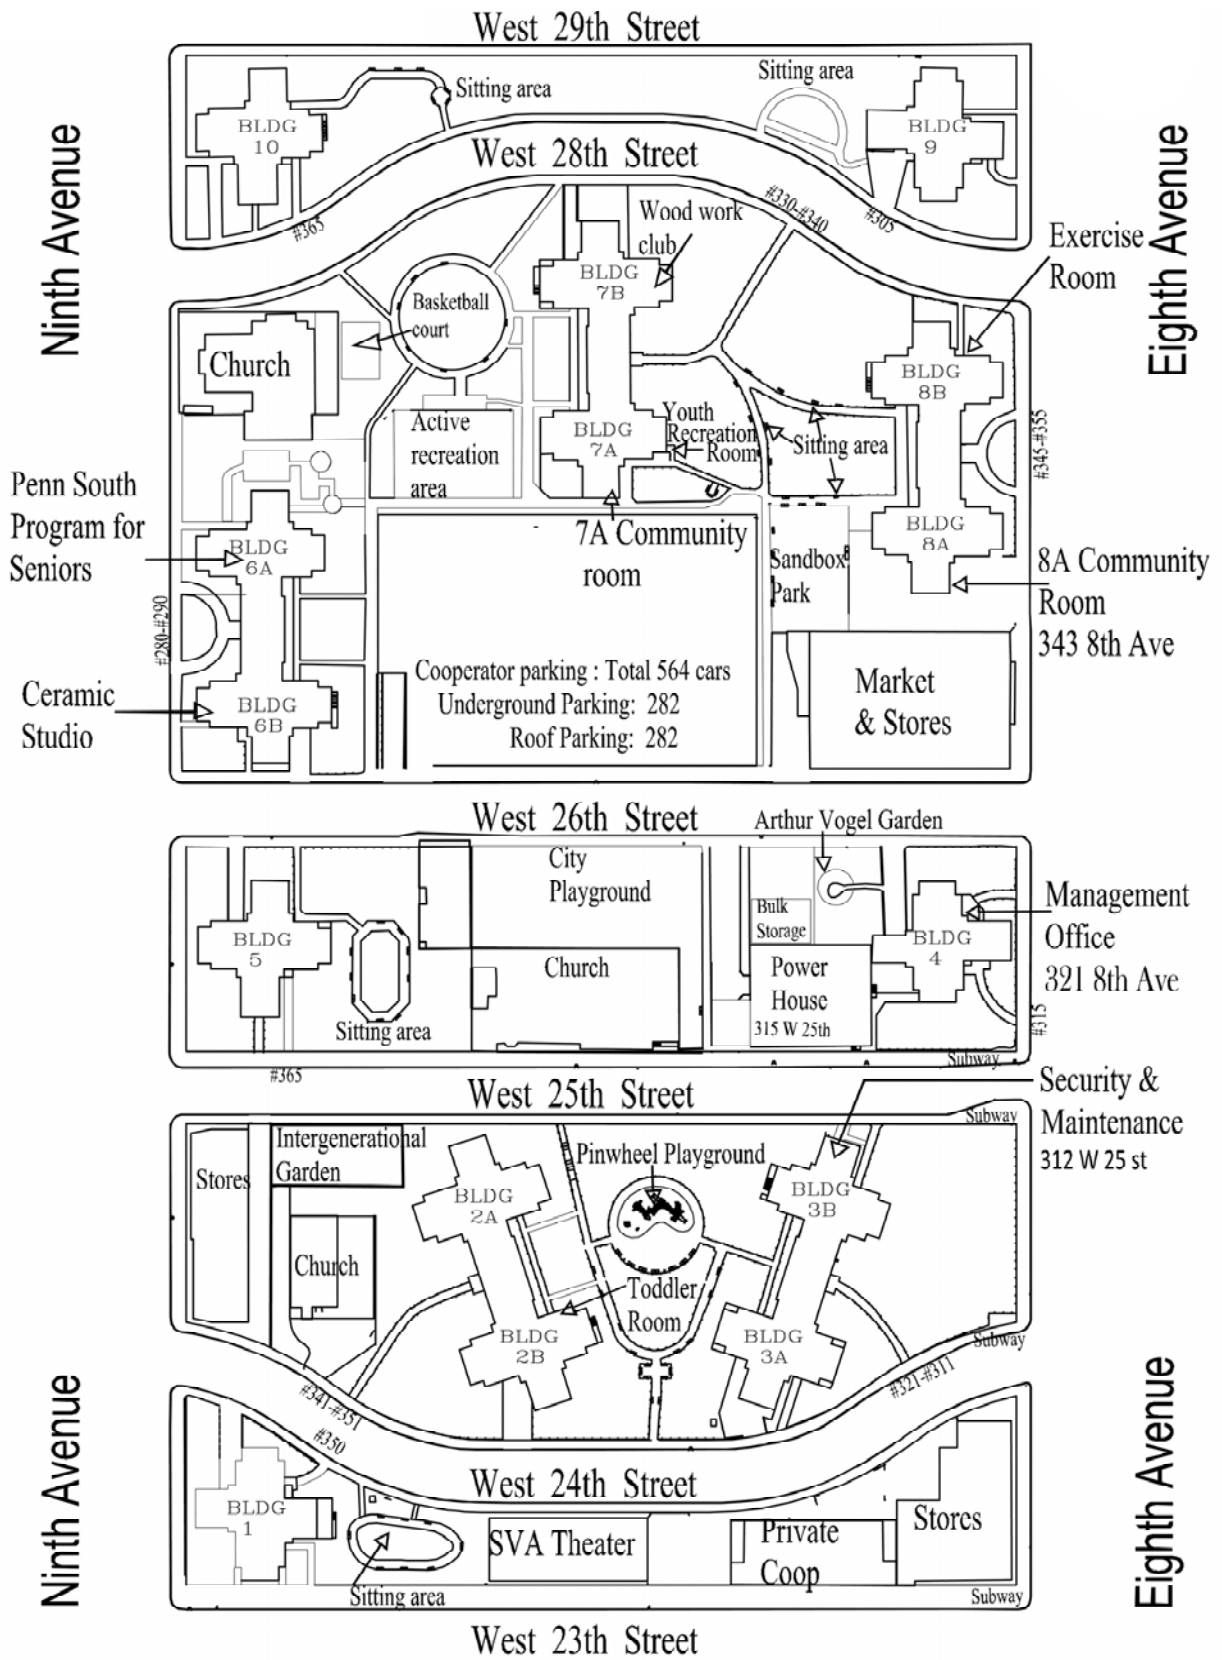 West 29th Street
Sitting area
Sitting area
BLDG
10
BLDG
9
West 28th Street
Ninth Avenue
Eighth Avenue
#365
#330-#340
#305
Wood work
club
Exercise
Room
BLDG
7B
Basketball
court
Church
BLDG
8B
Active
recreation
area
BLDG
7A
Youth
Recreation
Room
Sitting area
#345-#355
Penn South
Program for
Seniors
BLDG
6A
7A Community
room
Sandbox
Park
BLDG
8A
8A Community
Room
343 8th Ave
#280-#290
Cooperator parking : Total 564 cars
Underground Parking: 282
Roof Parking: 282
Market
& Stores
Ceramic
Studio
BLDG
6B
West 26th Street
Arthur Vogel Garden
City
Playground
Bulk
Storage
Management
Office
321 8th Ave
BLDG
5
BLDG
4
Church
Power
House
315 W 25th
Sitting area
#315
Subway
#365
West 25th Street
Security &
Maintenance
312 W 25 st
Subway
Intergenerational
Garden
Stores
Pinwheel Playground
BLDG
2A
BLDG
3B
Church
Toddler
Room
BLDG
2B
BLDG
3A
Subway
#341-#351
#321-#311
#350
Ninth Avenue
Eighth Avenue
West 24th Street
BLDG
1
SVA Theater
Private
Coop
Stores
Sitting area
Subway
West 23th Street